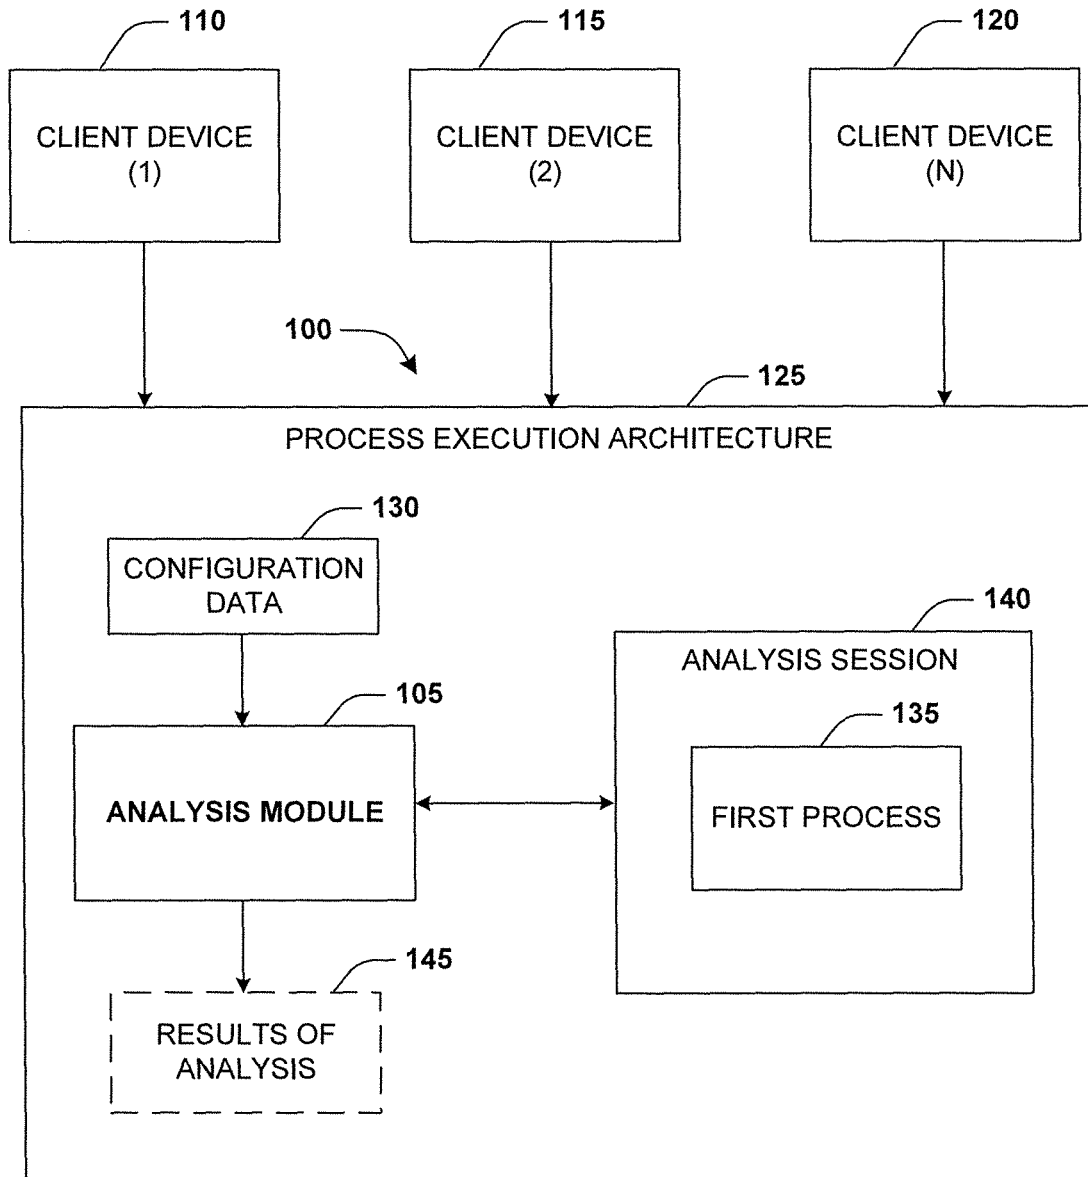 110
115
120
CLIENT DEVICE
(1)
CLIENT DEVICE
(2)
CLIENT DEVICE
(N)
100
125
PROCESS EXECUTION ARCHITECTURE
130
CONFIGURATION
DATA
140
ANALYSIS SESSION
105
135
ANALYSIS MODULE
FIRST PROCESS
145
RESULTS OF
ANALYSIS